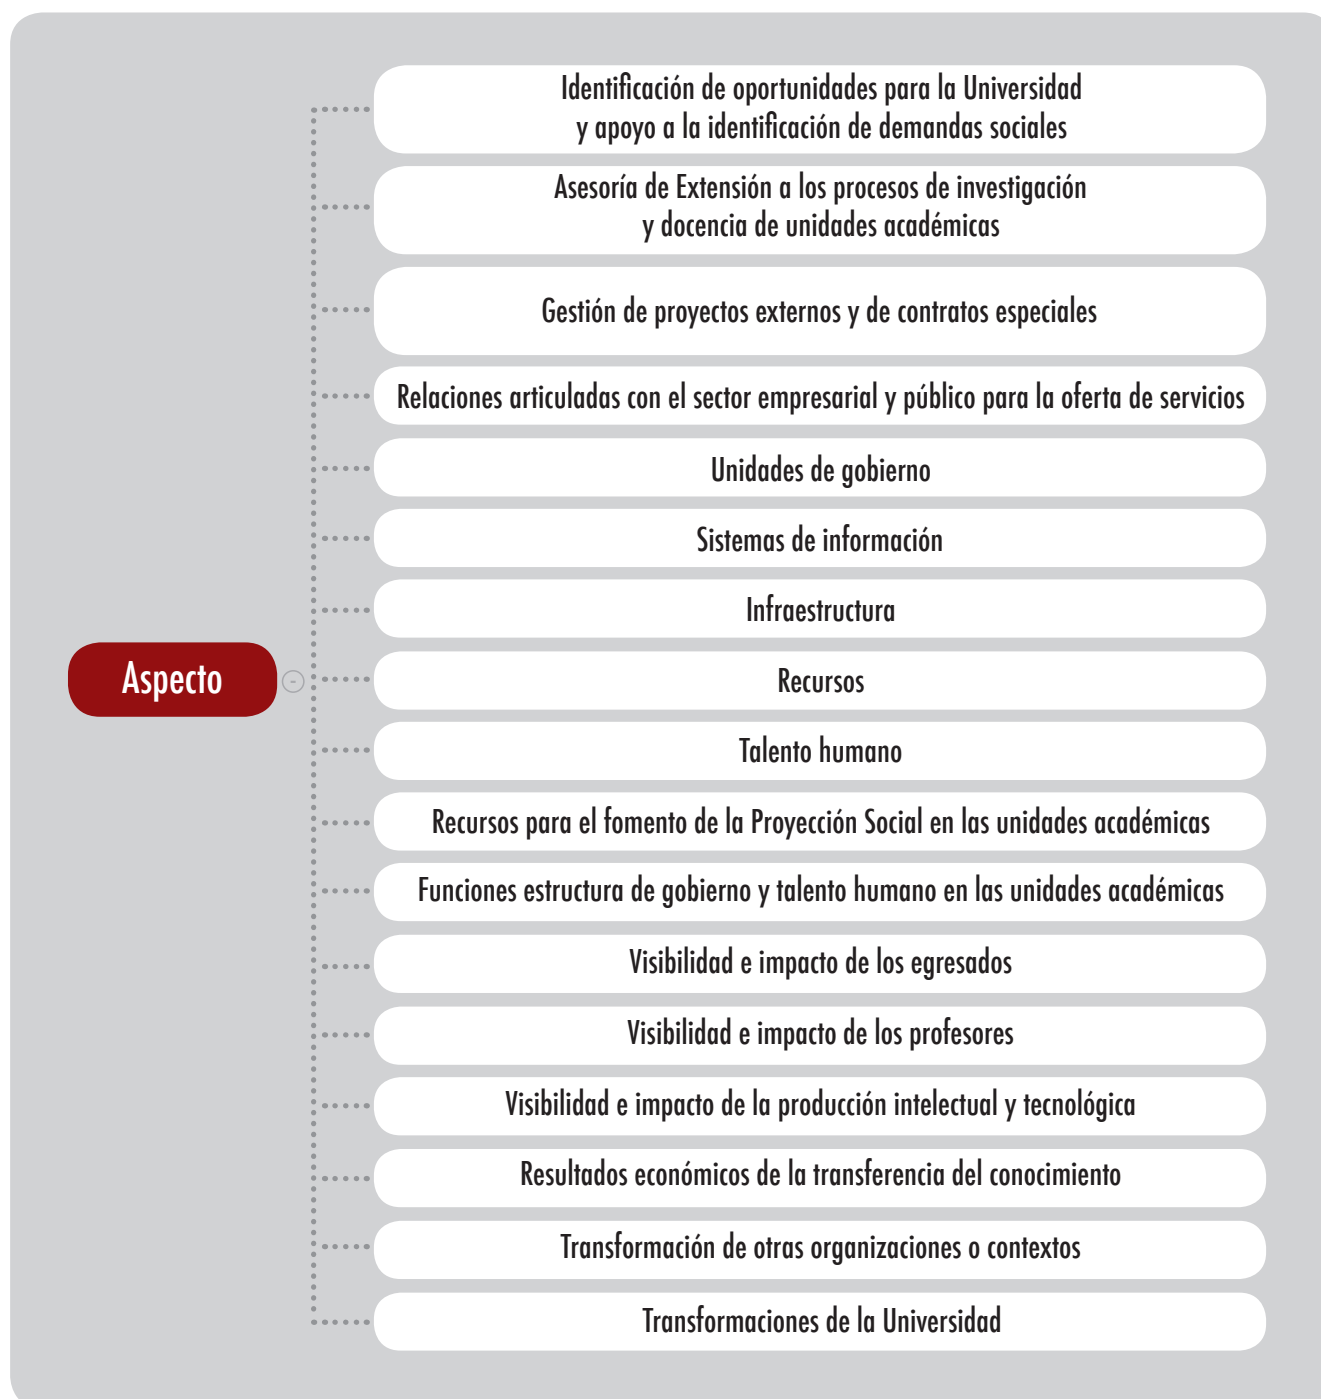 Identificación de oportunidades para la Universidad
y apoyo a la identificación de demandas sociales
Asesoría de Extensión a los procesos de investigación
y docencia de unidades académicas
Gestión de proyectos externos y de contratos especiales
Relaciones articuladas con el sector empresarial y público para la oferta de servicios
Unidades de gobierno
Sistemas de información
Infraestructura
Aspecto
Recursos
Talento humano
Recursos para el fomento de la Proyección Social en las unidades académicas
Funciones estructura de gobierno y talento humano en las unidades académicas
Visibilidad e impacto de los egresados
Visibilidad e impacto de los profesores
Visibilidad e impacto de la producción intelectual y tecnológica
Resultados económicos de la transferencia del conocimiento
Transformación de otras organizaciones o contextos
Transformaciones de la Universidad